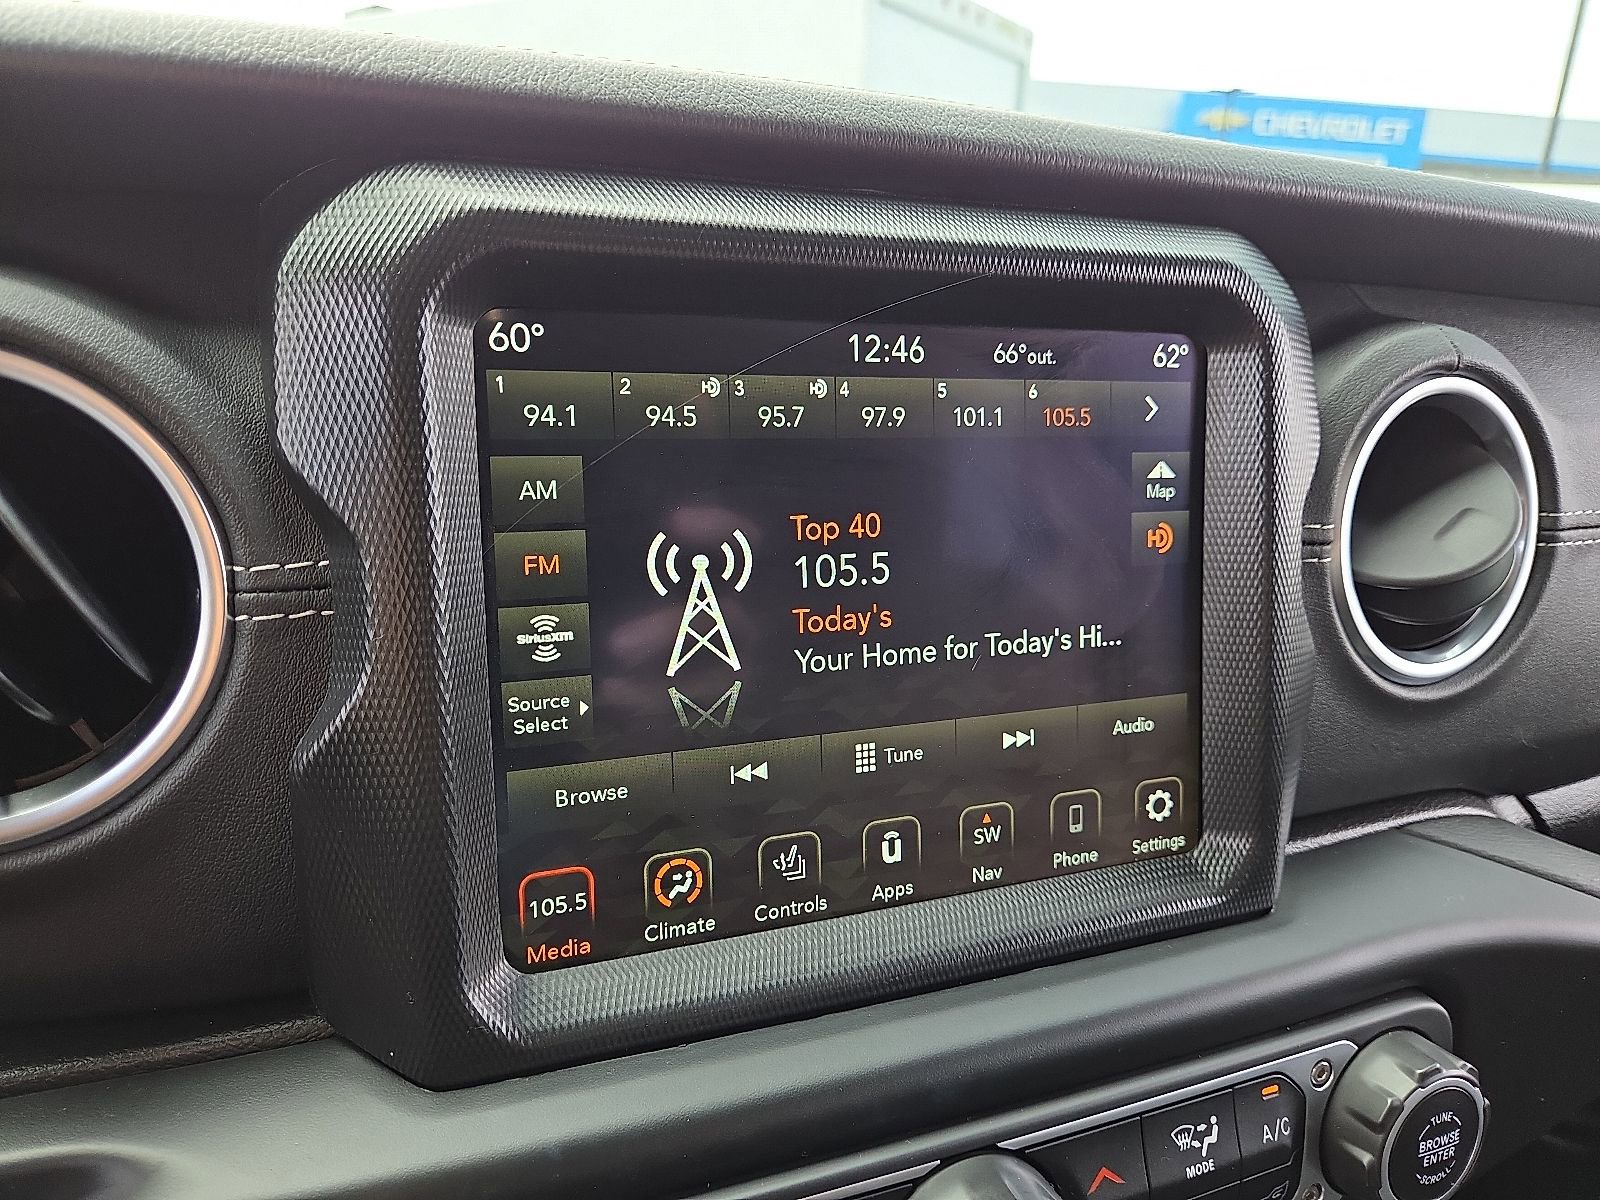 CHEVROLET
60° 12:46 66°out. 62°
1 2 HD 3 HD 4 5 6
94.1 94.5 95.7 97.9 101.1 105.5
AM
Map
Top 40
HD
FM
105.5
Today's
SiriusXM
Your Home for Today's Hi...
Source
Select
Browse Tune Audio
105.5 u SW
Media Climate Controls Apps Nav Phone Settings
MODE
A/C
TUNE
BROWSE
ENTER
SCROLL